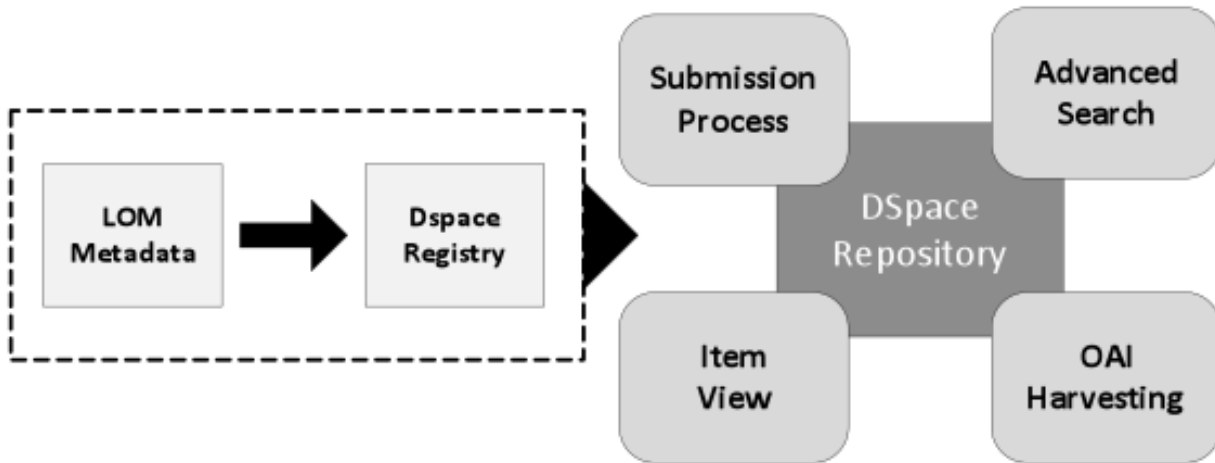 LOM
Metadata
Dspace
Registry
Submission
Process
Advanced
Search
DSpace
Repository
Item
View
OAI
Harvesting